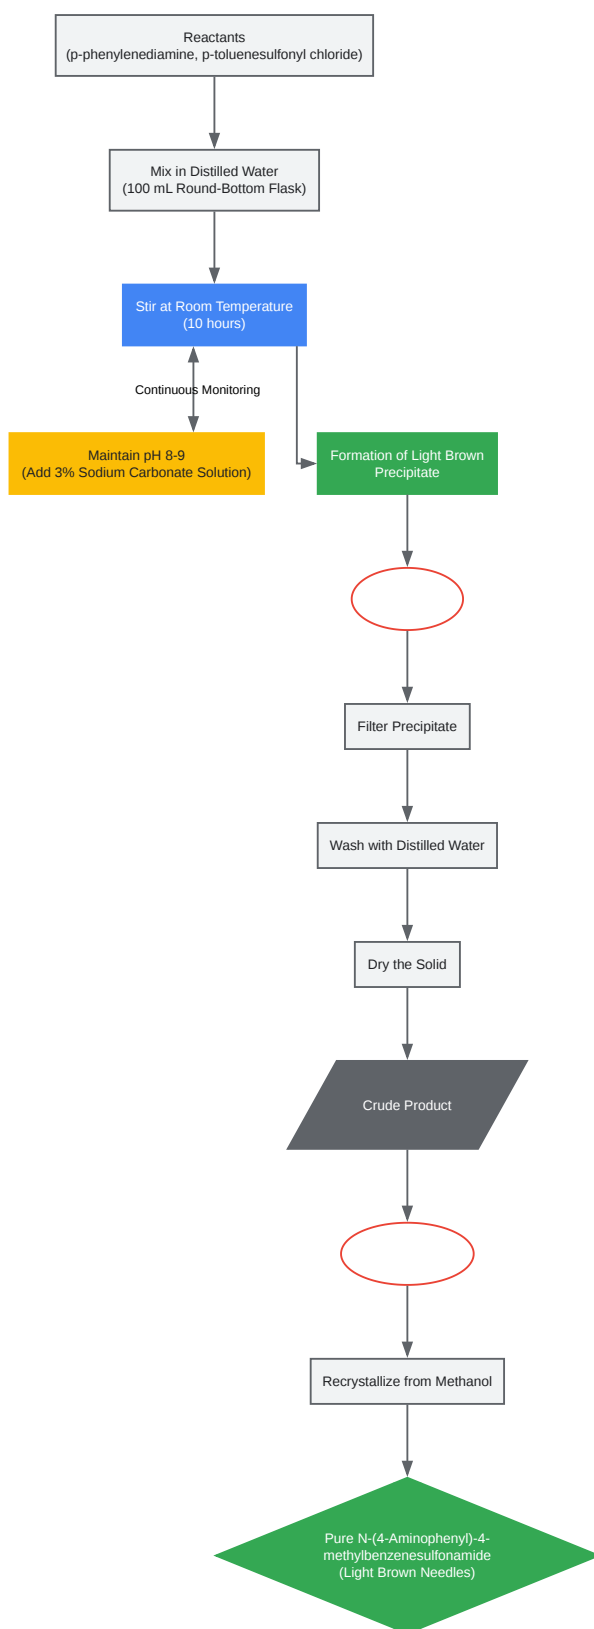 Reactants
(p-phenylenediamine, p-toluenesulfonyl chloride)
Mix in Distilled Water
(100 mL Round-Bottom Flask)
Stir at Room Temperature
(10 hours)
Continuous Monitoring
Maintain pH 8-9
(Add 3% Sodium Carbonate Solution)
Formation of Light Brown
Precipitate
Filter Precipitate
Wash with Distilled Water
Dry the Solid
Crude Product
Recrystallize from Methanol
Pure N-(4-Aminophenyl)-4-
methylbenzenesulfonamide
(Light Brown Needles)